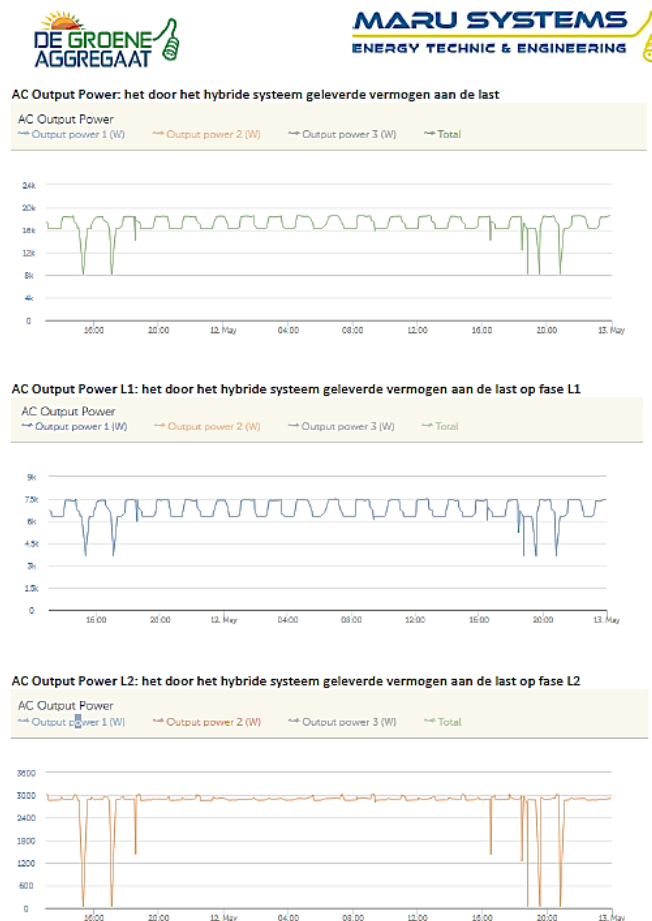 DE GROENE
AGGREGAAT
MARU SYSTEMS
ENERGY TECHNIC & ENGINEERING
AC Output Power: het door het hybride systeem geleverde vermogen aan de last
AC Output Power
Output power 1 (W) Output power 2 (W) Output power 3 (W) Total
24k
20k
16k
12k
8k
4k
0
16:00 20:00 12. May 04:00 08:00 12:00 16:00 20:00 13. May
AC Output Power L1: het door het hybride systeem geleverde vermogen aan de last op fase L1
AC Output Power
Output power 1 (W) Output power 2 (W) Output power 3 (W) Total
9k
7.5k
6k
4.5k
3k
1.5k
0
16:00 20:00 12. May 04:00 08:00 12:00 16:00 20:00 13. May
AC Output Power L2: het door het hybride systeem geleverde vermogen aan de last op fase L2
AC Output Power
Output power 1 (W) Output power 2 (W) Output power 3 (W) Total
3600
3000
2400
1800
1200
600
0
16:00 20:00 12. May 04:00 08:00 12:00 16:00 20:00 13. May